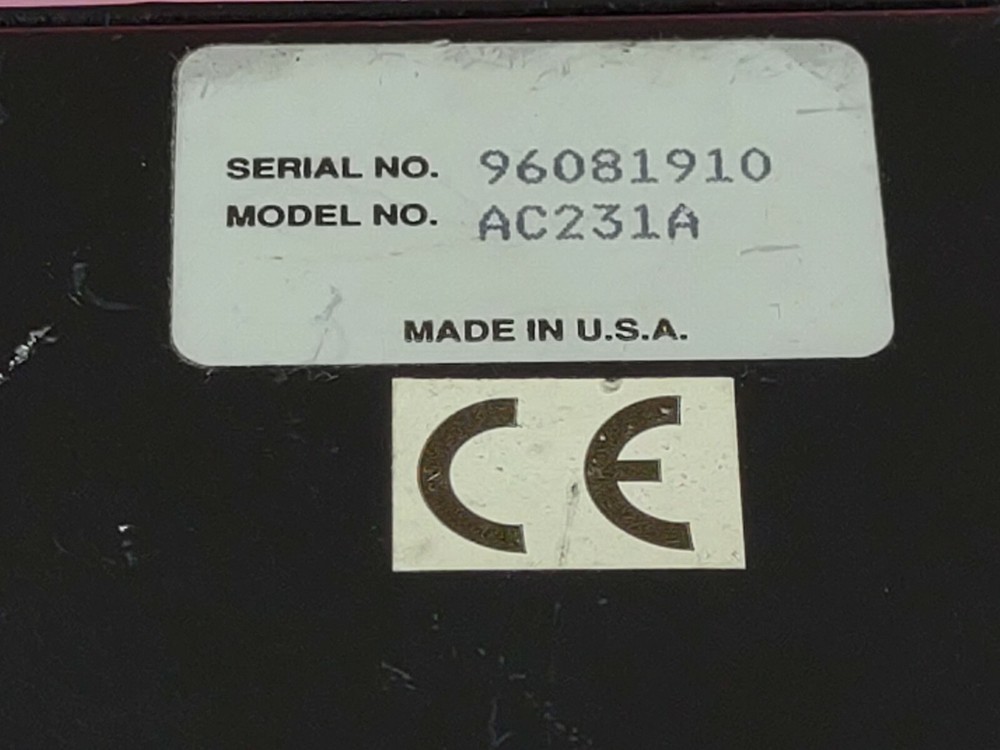 SERIAL NO. 96081910
MODEL NO. AC231A
MADE IN U.S.A.
CE